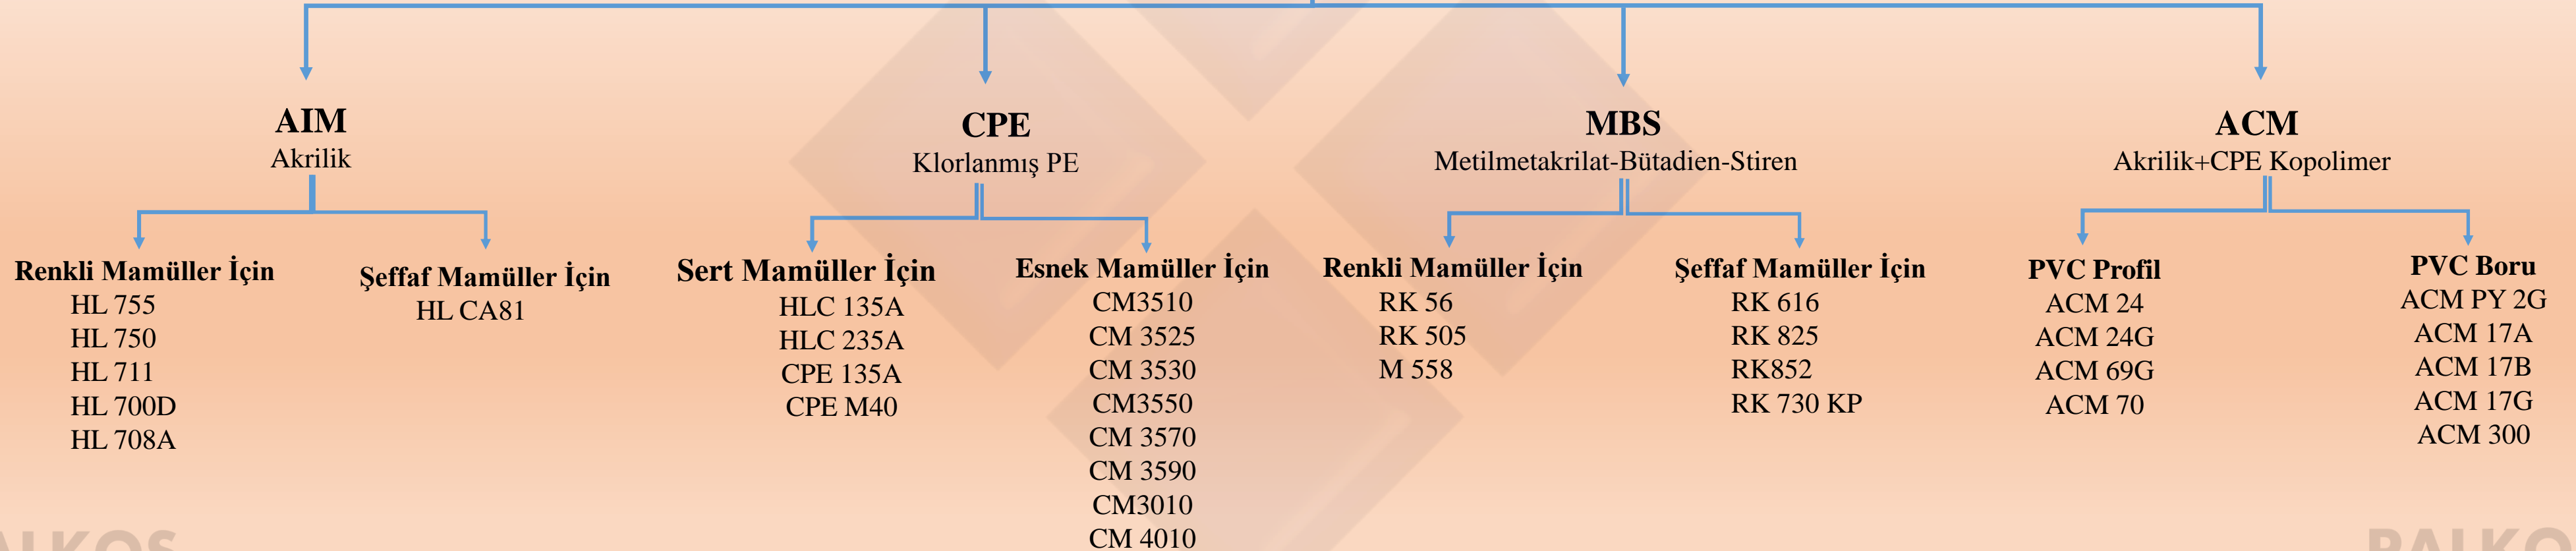 AIM
Akrilik
Renkli Mamüller İçin
HL 755
HL 750
HL 711
HL 700D
HL 708A
Şeffaf Mamüller İçin
HL CA81
CPE
Klorlanmış PE
Sert Mamüller İçin
HLC 135A
HLC 235A
CPE 135A
CPE M40
Esnek Mamüller İçin
CM3510
CM 3525
CM 3530
CM3550
CM 3570
CM 3590
CM3010
CM 4010
MBS
Metilmetakrilat-Bütadien-Stiren
Renkli Mamüller İçin
RK 56
RK 505
M 558
Şeffaf Mamüller İçin
RK 616
RK 825
RK852
RK 730 KP
ACM
Akrilik+CPE Kopolimer
PVC Profil
ACM 24
ACM 24G
ACM 69G
ACM 70
PVC Boru
ACM PY 2G
ACM 17A
ACM 17B
ACM 17G
ACM 300